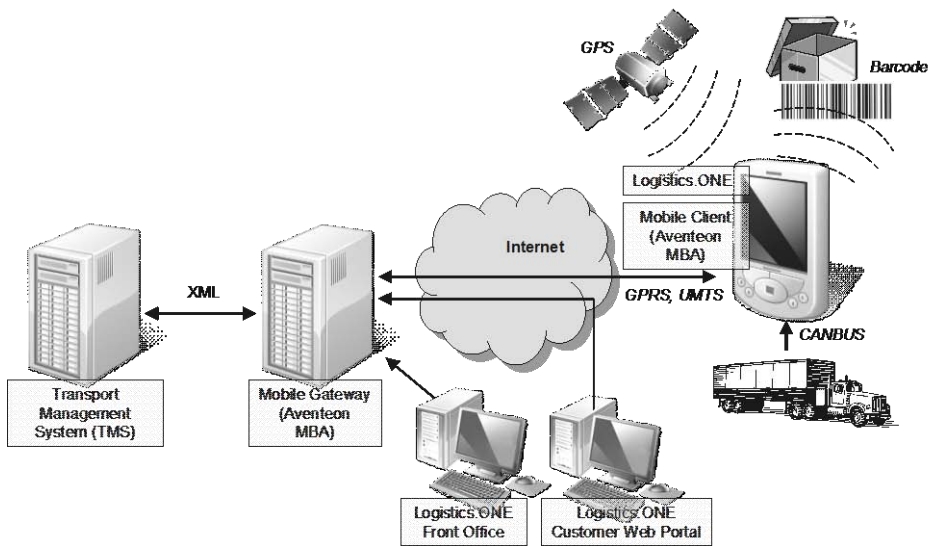 GPS
Barcode
Logistics.ONE
Mobile Client
(Aventeon
MBA)
Internet
GPRS, UMTS
XML
CANBUS
Transport
Management
System (TMS)
Mobile Gateway
(Aventeon
MBA)
Logistics.ONE
Front Office
Logistics.ONE
Customer Web Portal